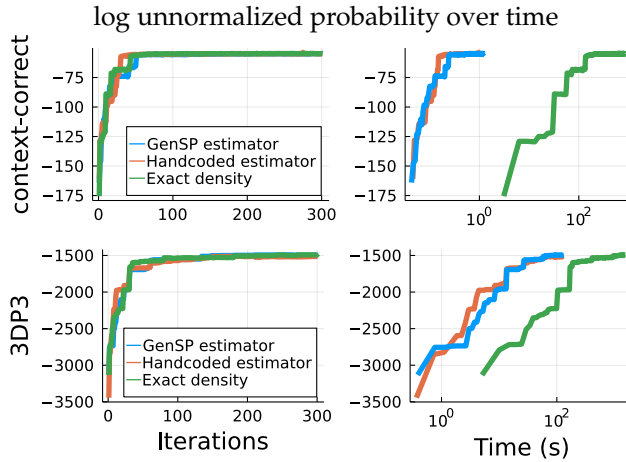 log unnormalized probability over time
context-correct
−75
−100
−125
−150
−175
GenSP estimator
Handcoded estimator
Exact density
0 100 200 300
−75
−100
−125
−150
−175
10⁰ 10²
3DP3
−1500
−2000
−2500
−3000
−3500
GenSP estimator
Handcoded estimator
Exact density
0 100 200 300
Iterations
−1500
−2000
−2500
−3000
−3500
10⁰ 10²
Time (s)